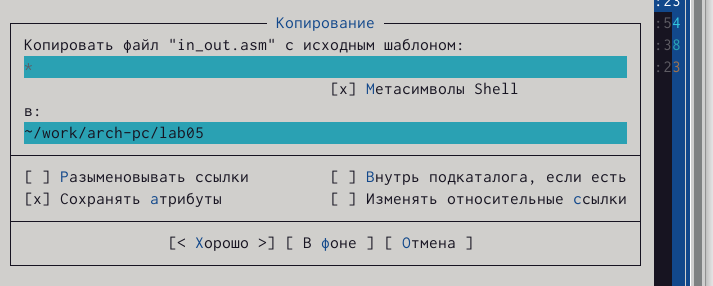 Копирование
Копировать файл "in_out.asm" с исходным шаблоном:
*
[x] Метасимволы Shell
в:
~/work/arch-pc/lab05
[ ] Разыменовывать ссылки [ ] Внутрь подкаталога, если есть
[x] Сохранять атрибуты [ ] Изменять относительные ссылки
[< Хорошо >] [ В фоне ] [ Отмена ]
:23
:54
:38
:23